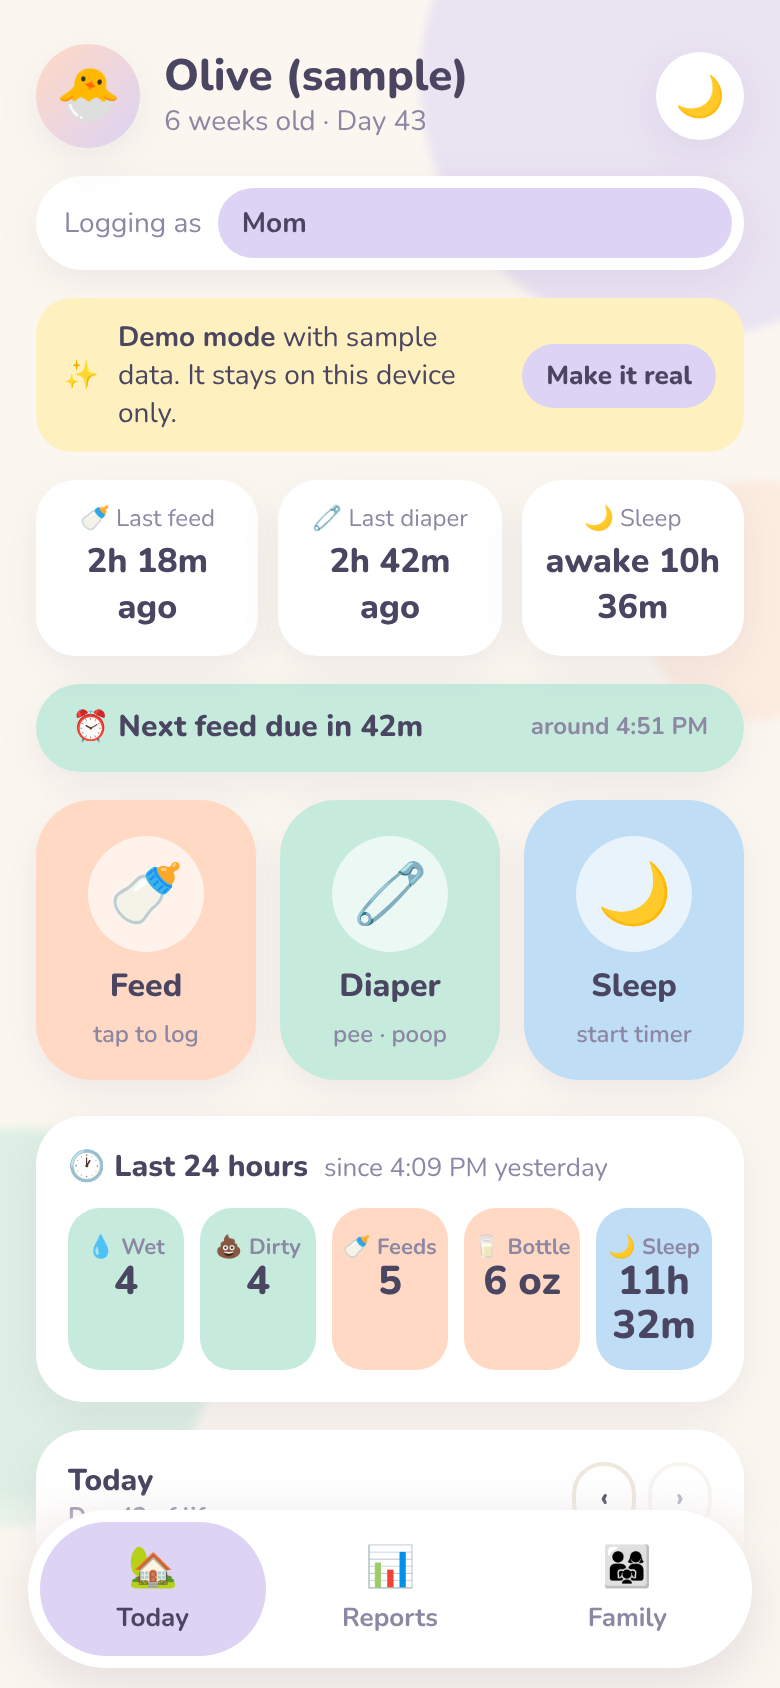 Olive (sample)
6 weeks old · Day 43
Logging as Mom
Demo mode with sample
data. It stays on this device
only.
Make it real
Last feed
2h 18m
ago
Last diaper
2h 42m
ago
Sleep
awake 10h
36m
Next feed due in 42m
around 4:51 PM
Feed
tap to log
Diaper
pee · poop
Sleep
start timer
Last 24 hours since 4:09 PM yesterday
Wet
4
Dirty
4
Feeds
5
Bottle
6 oz
Sleep
11h
32m
Today
Today
Reports
Family